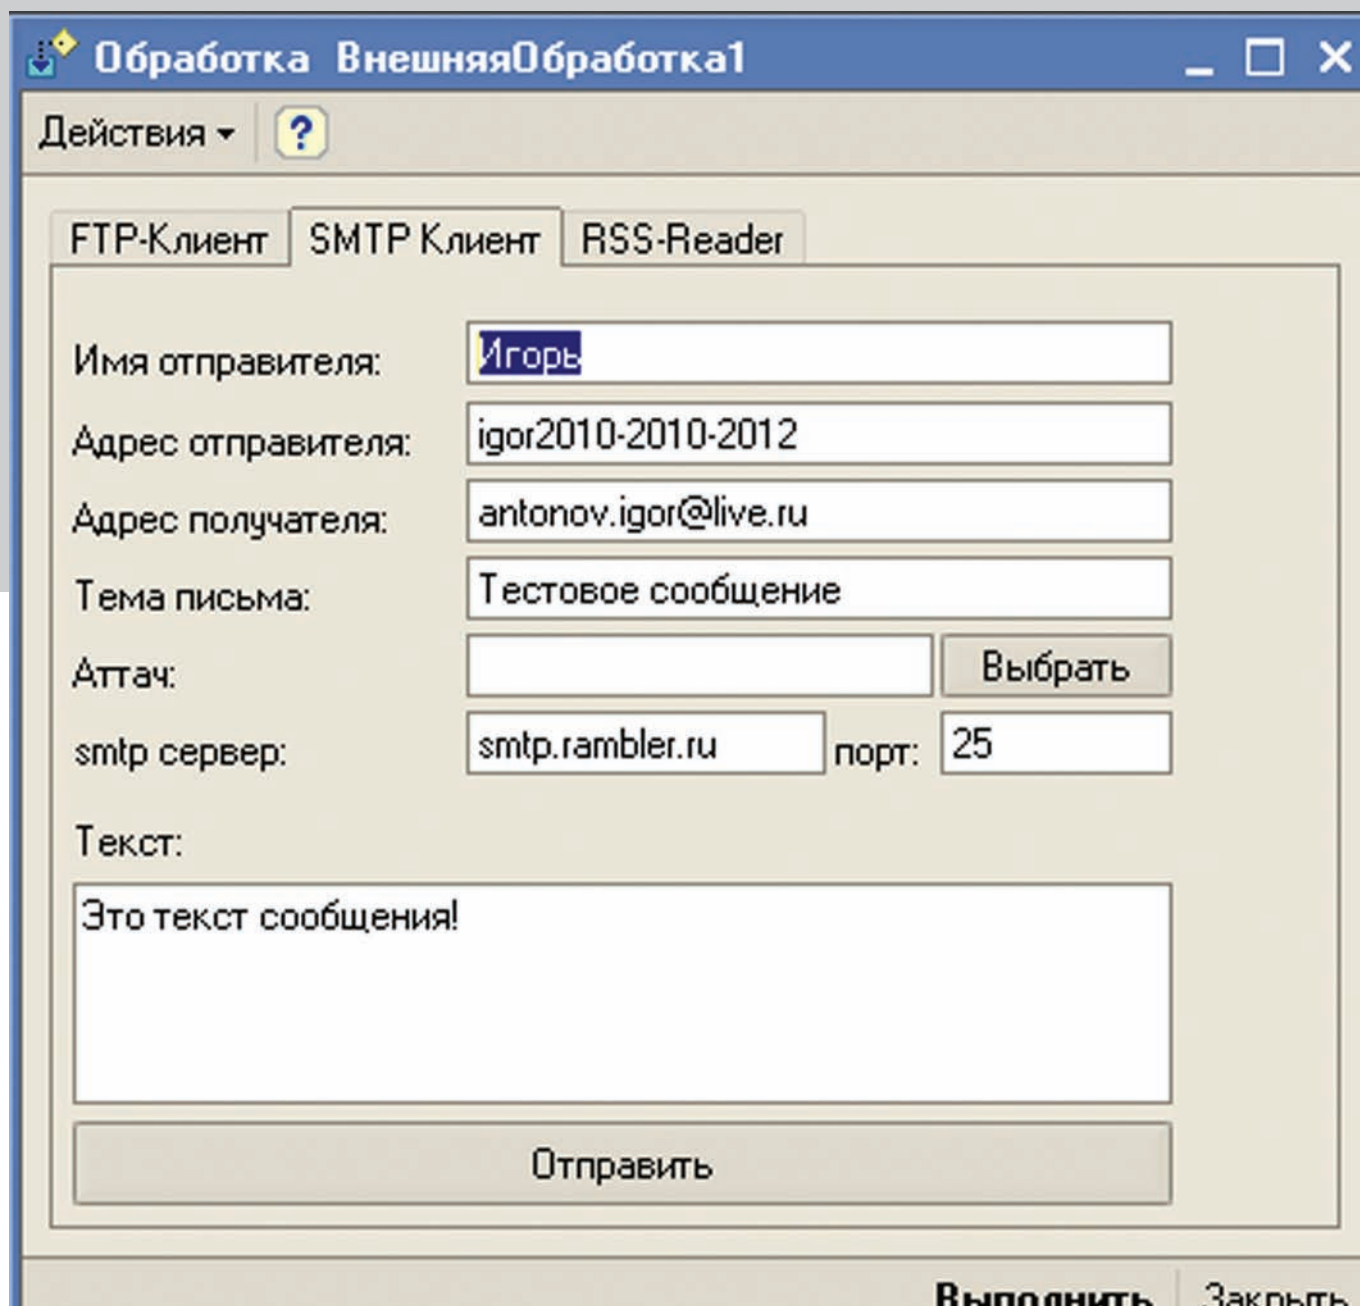 Обработка ВнешняяОбработка1
Действия
?
FTP-Клиент SMTP Клиент RSS-Reader
Имя отправителя: Игорь
Адрес отправителя: igor2010-2010-2012
Адрес получателя: antonov.igor@live.ru
Тема письма: Тестовое сообщение
Аттач: Выбрать
smtp сервер: smtp.rambler.ru порт: 25
Текст:
Это текст сообщения!
Отправить
Выполнить Закрыть